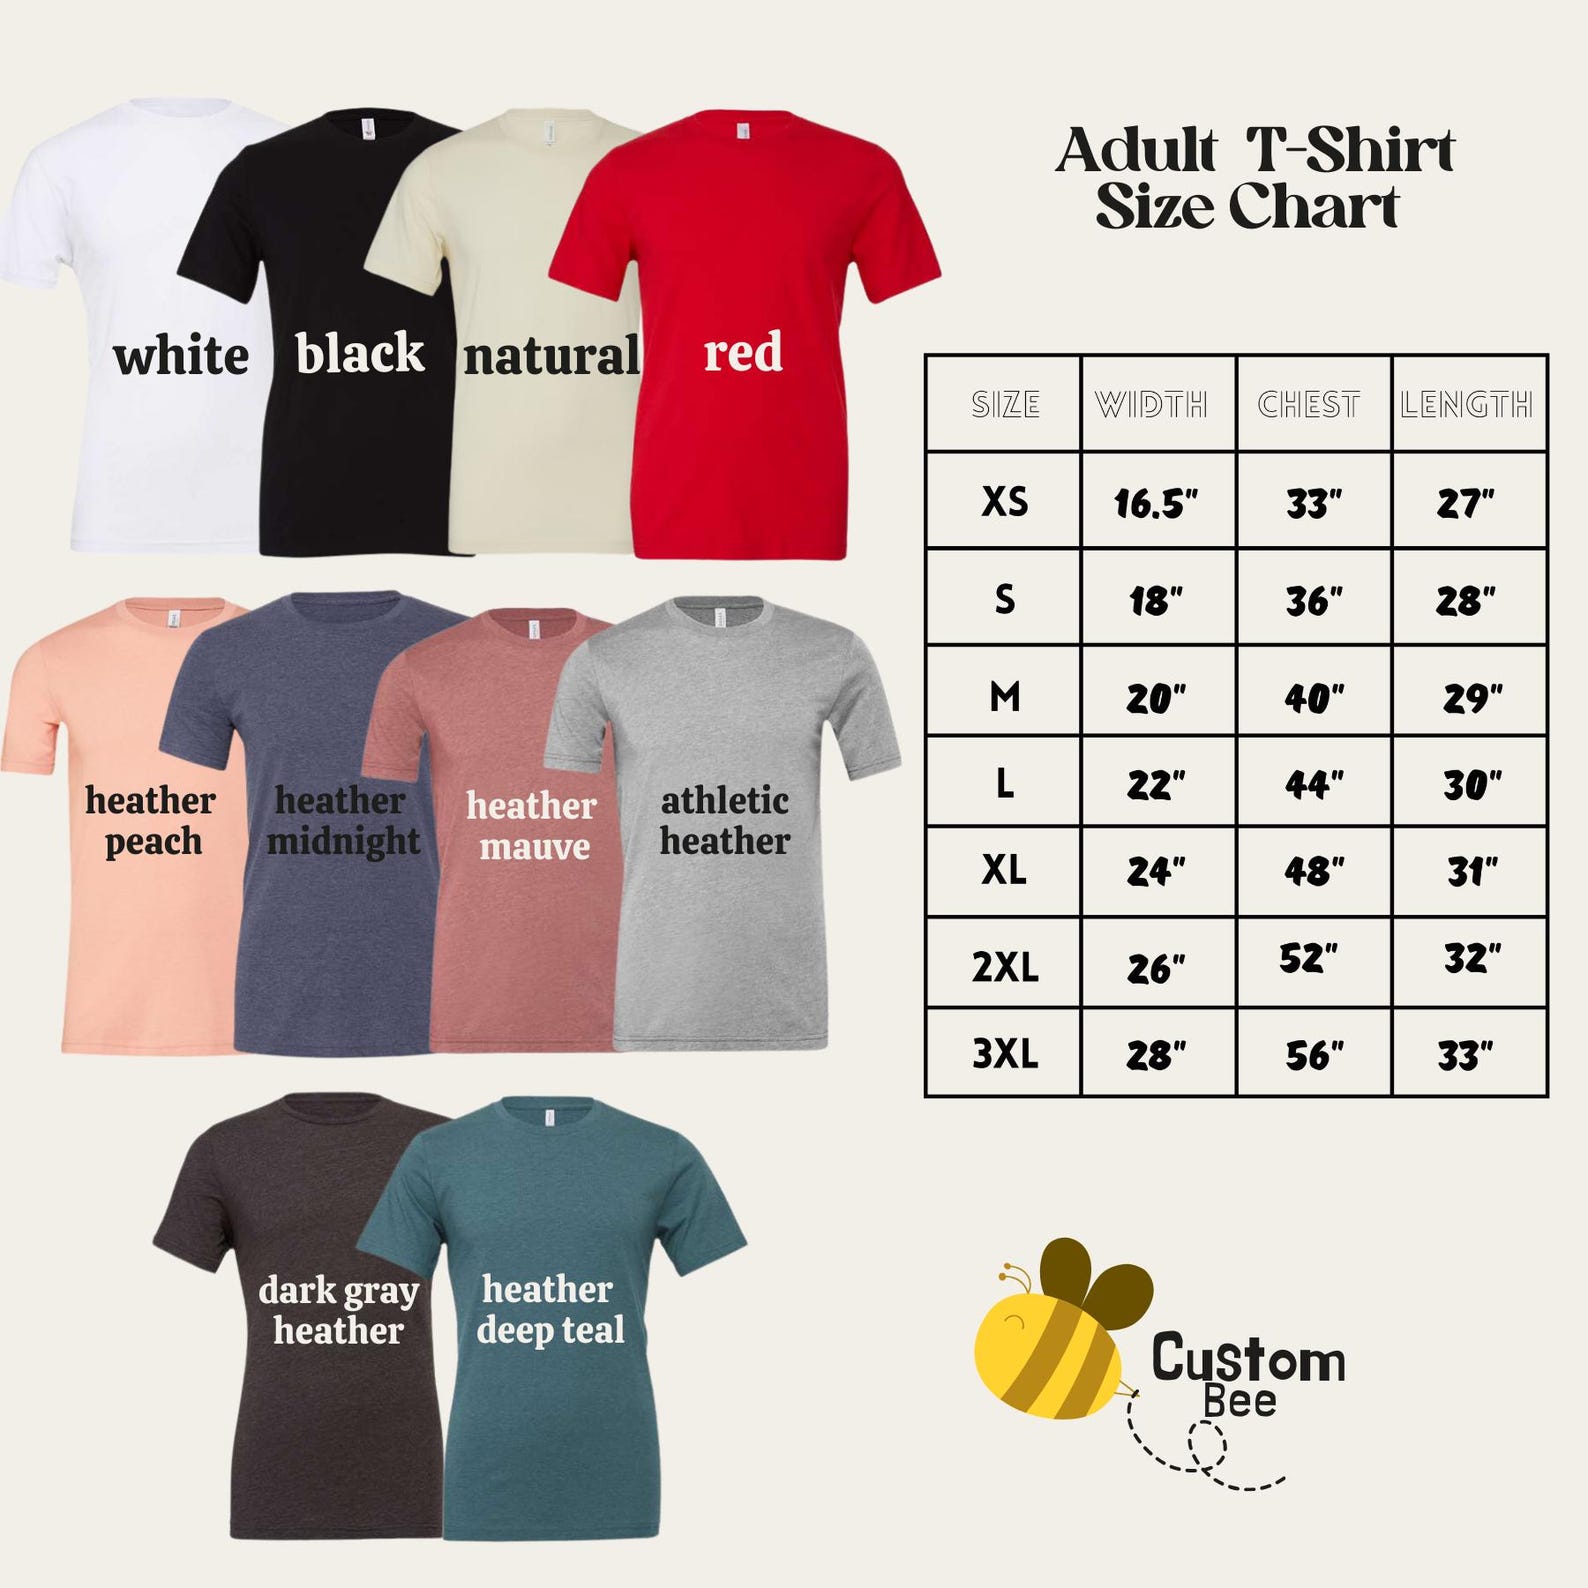 Adult T-Shirt
Size Chart
white
black
natural
red
heather
peach
heather
midnight
heather
mauve
athletic
heather
dark gray
heather
heather
deep teal
SIZE WIDTH CHEST LENGTH
XS 16.5" 33" 27"
S 18" 36" 28"
M 20" 40" 29"
L 22" 44" 30"
XL 24" 48" 31"
2XL 26" 52" 32"
3XL 28" 56" 33"
Custom
Bee